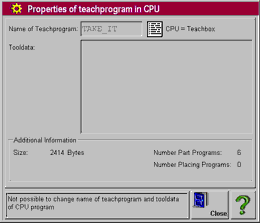 Properties of teachprogram in CPU
Name of Teachprogram: TAKE_IT CPU = Teachbox
Tooldata:
Additional Information
Size: 2414 Bytes
Number Part Programs: 6
Number Placing Programs: 0
Not possible to change name of teachprogram and tooldata
of CPU program
Close
?